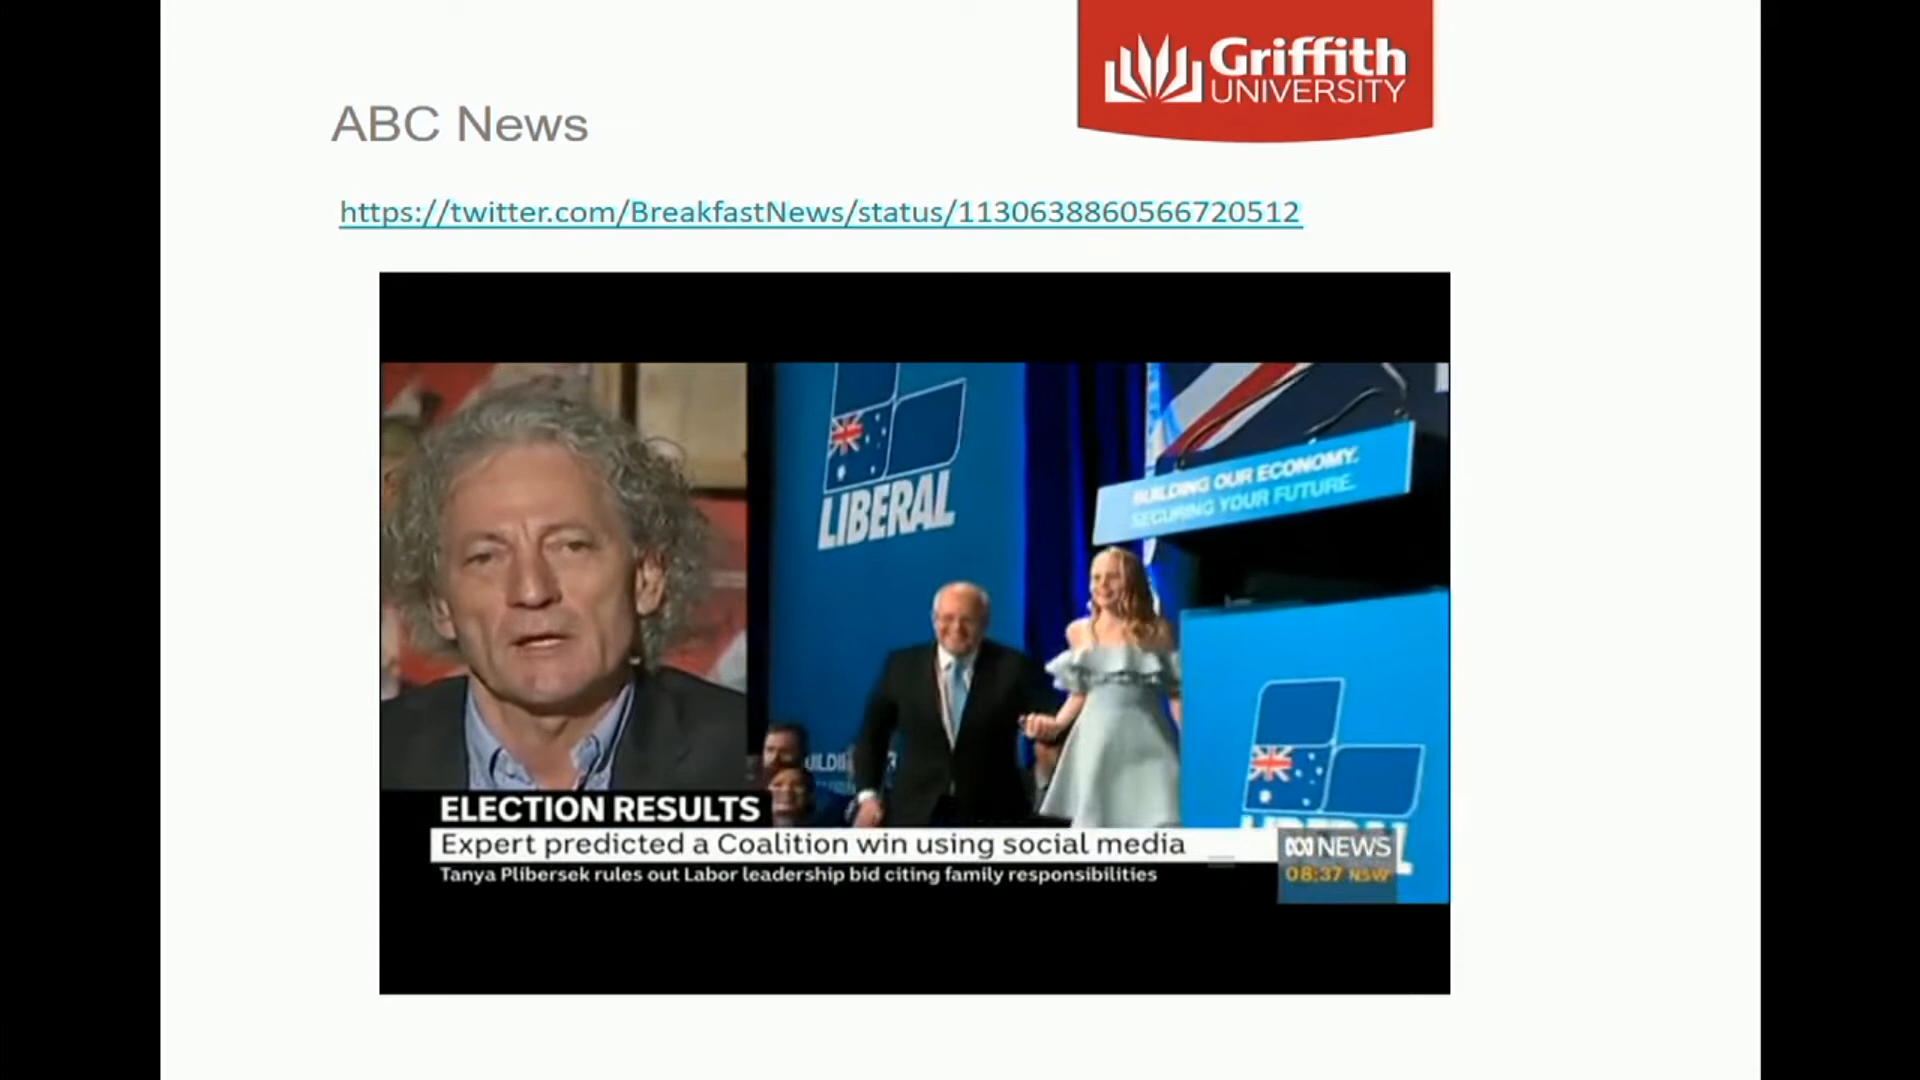 Griffith
UNIVERSITY
ABC News
https://twitter.com/BreakfastNews/status/1130638860566720512
LIBERAL
BUILDING OUR ECONOMY.
SECURING YOUR FUTURE.
ELECTION RESULTS
Expert predicted a Coalition win using social media
NEWS
Tanya Plibersek rules out Labor leadership bid citing family responsibilities
08:37 NSW